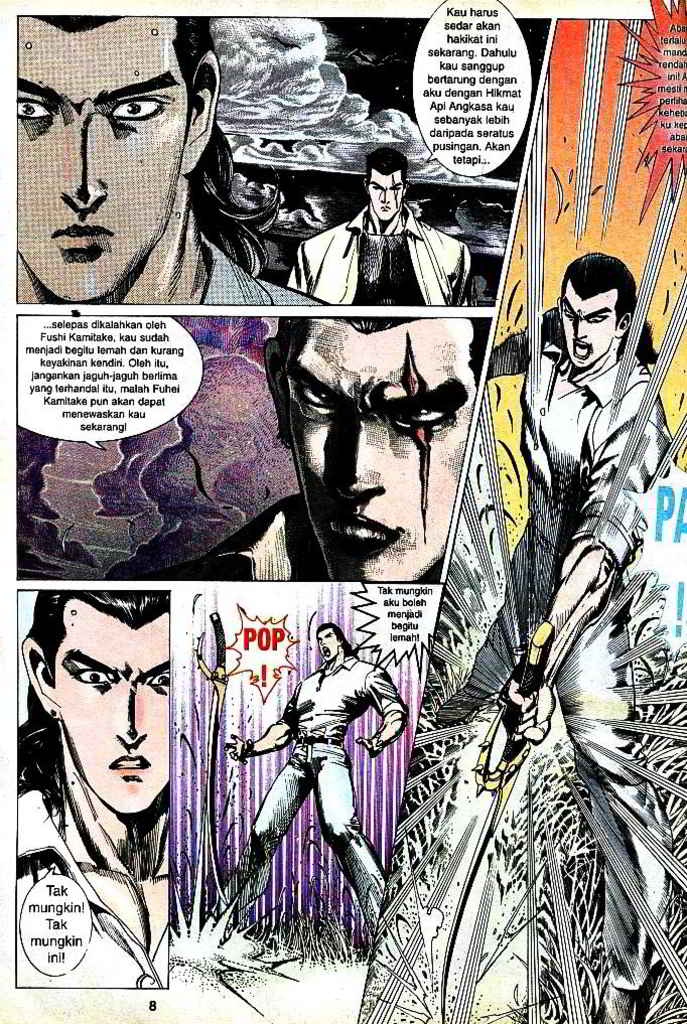 Kau harus
sedar akan
hakikat ini
sekarang. Dahulu
kau sanggup
bertarung dengan
aku dengan Hikmat
Api Angkasa kau
sebanyak lebih
daripada seratus
pusingan. Akan
tetapi...
...selepas dikalahkan oleh
Fushi Kamitake, kau sudah
menjadi begitu lemah dan kurang
keyakinan kendiri. Oleh itu,
jangankan jaguh-jaguh berlima
yang terhandal itu, malah Fuhei
Kamitake pun akan dapat
menewaskan kau
sekarang!
Tak
mungkin!
Tak
mungkin
ini!
POP
!
Tak mungkin
aku boleh
menjadi
begitu
lemah!
ini! A
PA
!
8